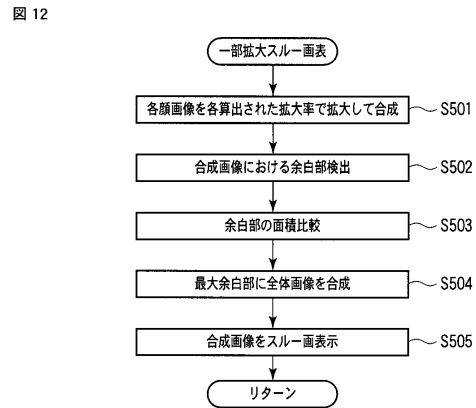 図 12
一部拡大スルー画表
各顔画像を各算出された拡大率で拡大して合成
S501
合成画像における余白部検出
S502
余白部の面積比較
S503
最大余白部に全体画像を合成
S504
合成画像をスルー画表示
S505
リターン